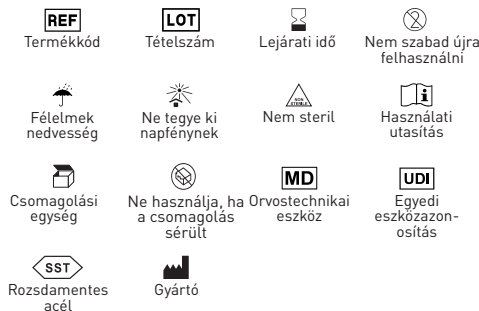 REF
LOT
Termékkód
Tételszám
Lejárati idő
Nem szabad újra
felhasználni
NON
STERILE
Félelmek
nedvesség
Ne tegye ki
napfénynek
Nem steril
Használati
utasítás
MD
UDI
Csomagolási
egység
Ne használja, ha
a csomagolás
sérült
Orvostechnikai
eszköz
Egyedi
eszközazon-
osítás
SST
Rozsdamentes
acél
Gyártó